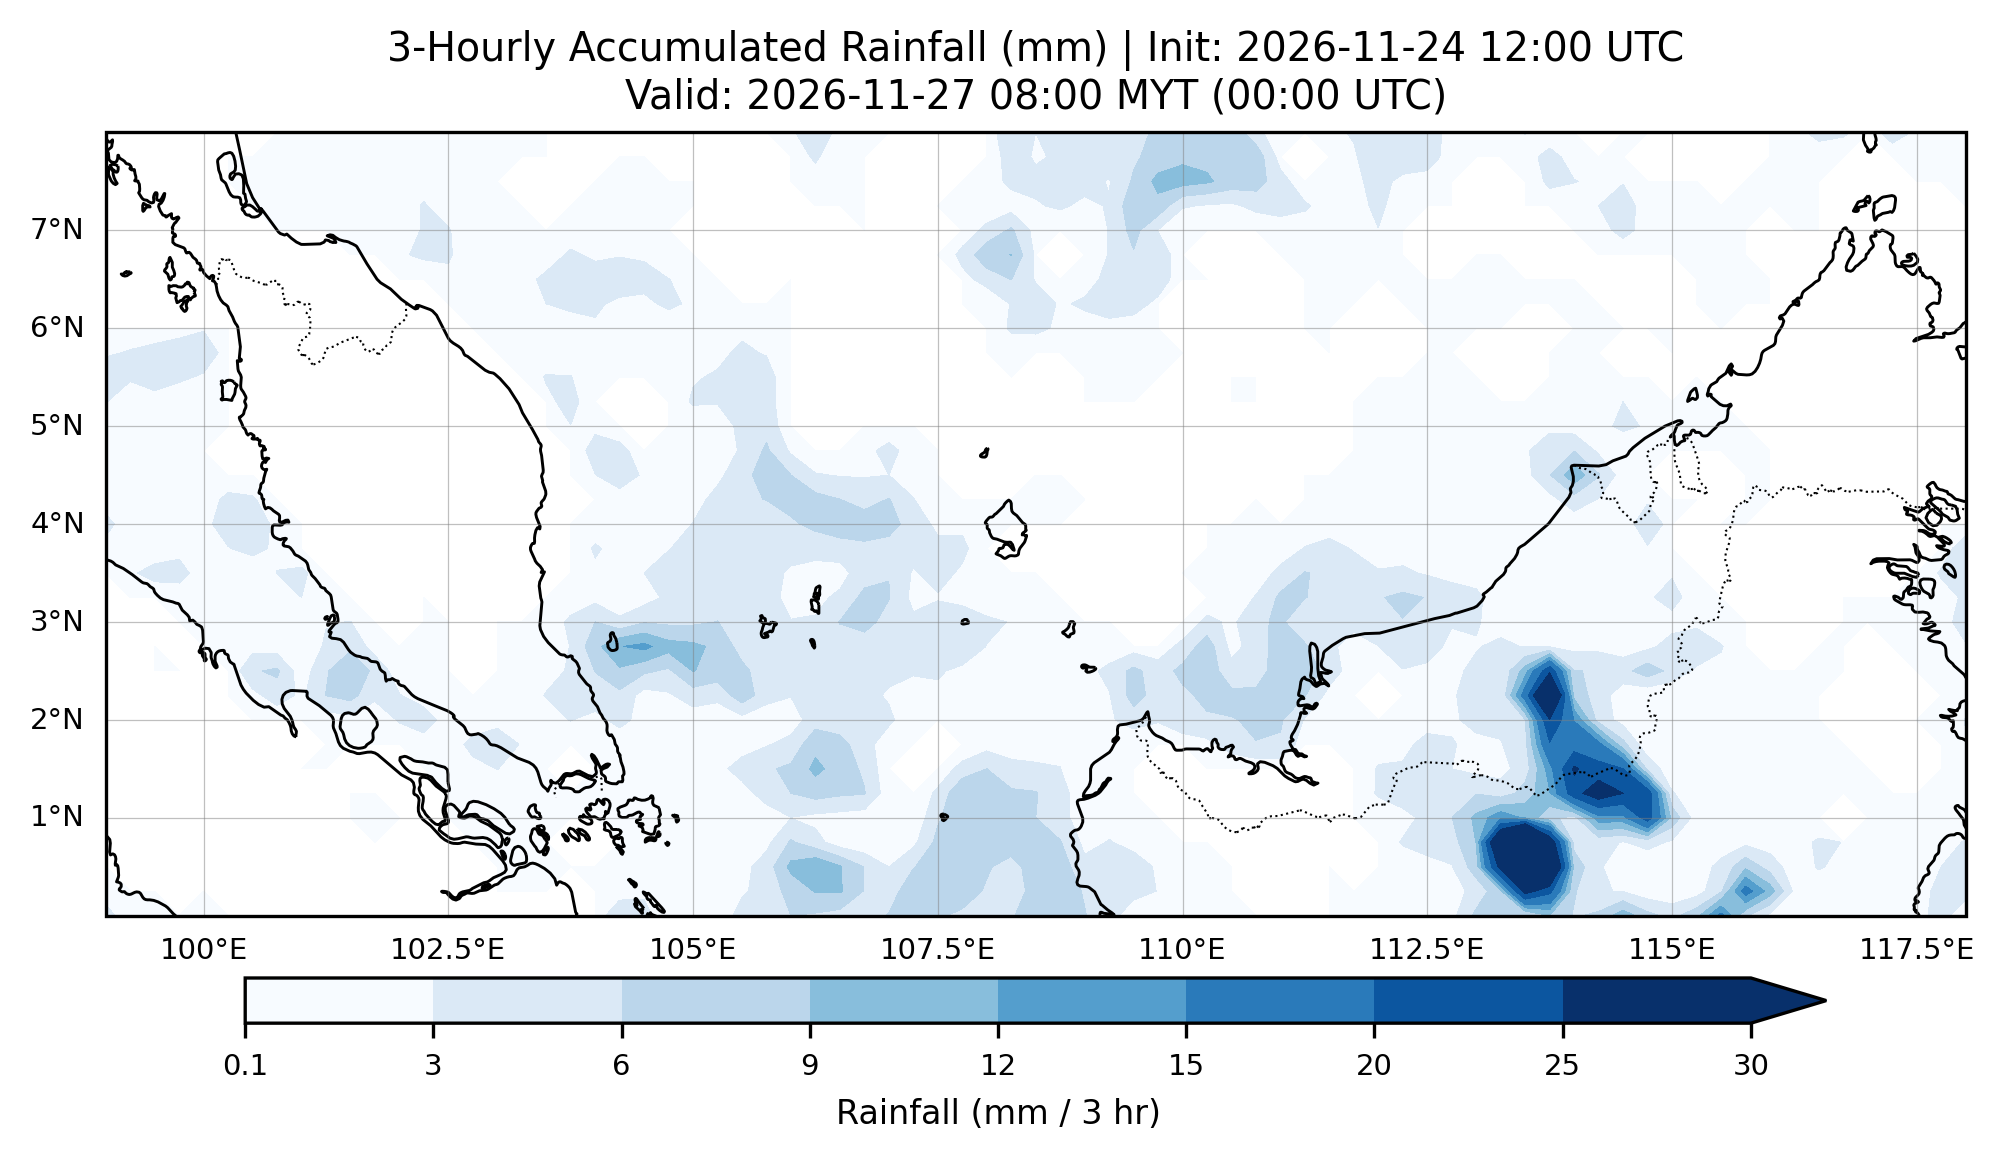 3-Hourly Accumulated Rainfall (mm) | Init: 2026-11-24 12:00 UTC
Valid: 2026-11-27 08:00 MYT (00:00 UTC)
7°N
6°N
5°N
4°N
3°N
2°N
1°N
100°E 102.5°E 105°E 107.5°E 110°E 112.5°E 115°E 117.5°E
0.1 3 6 9 12 15 20 25 30
Rainfall (mm / 3 hr)